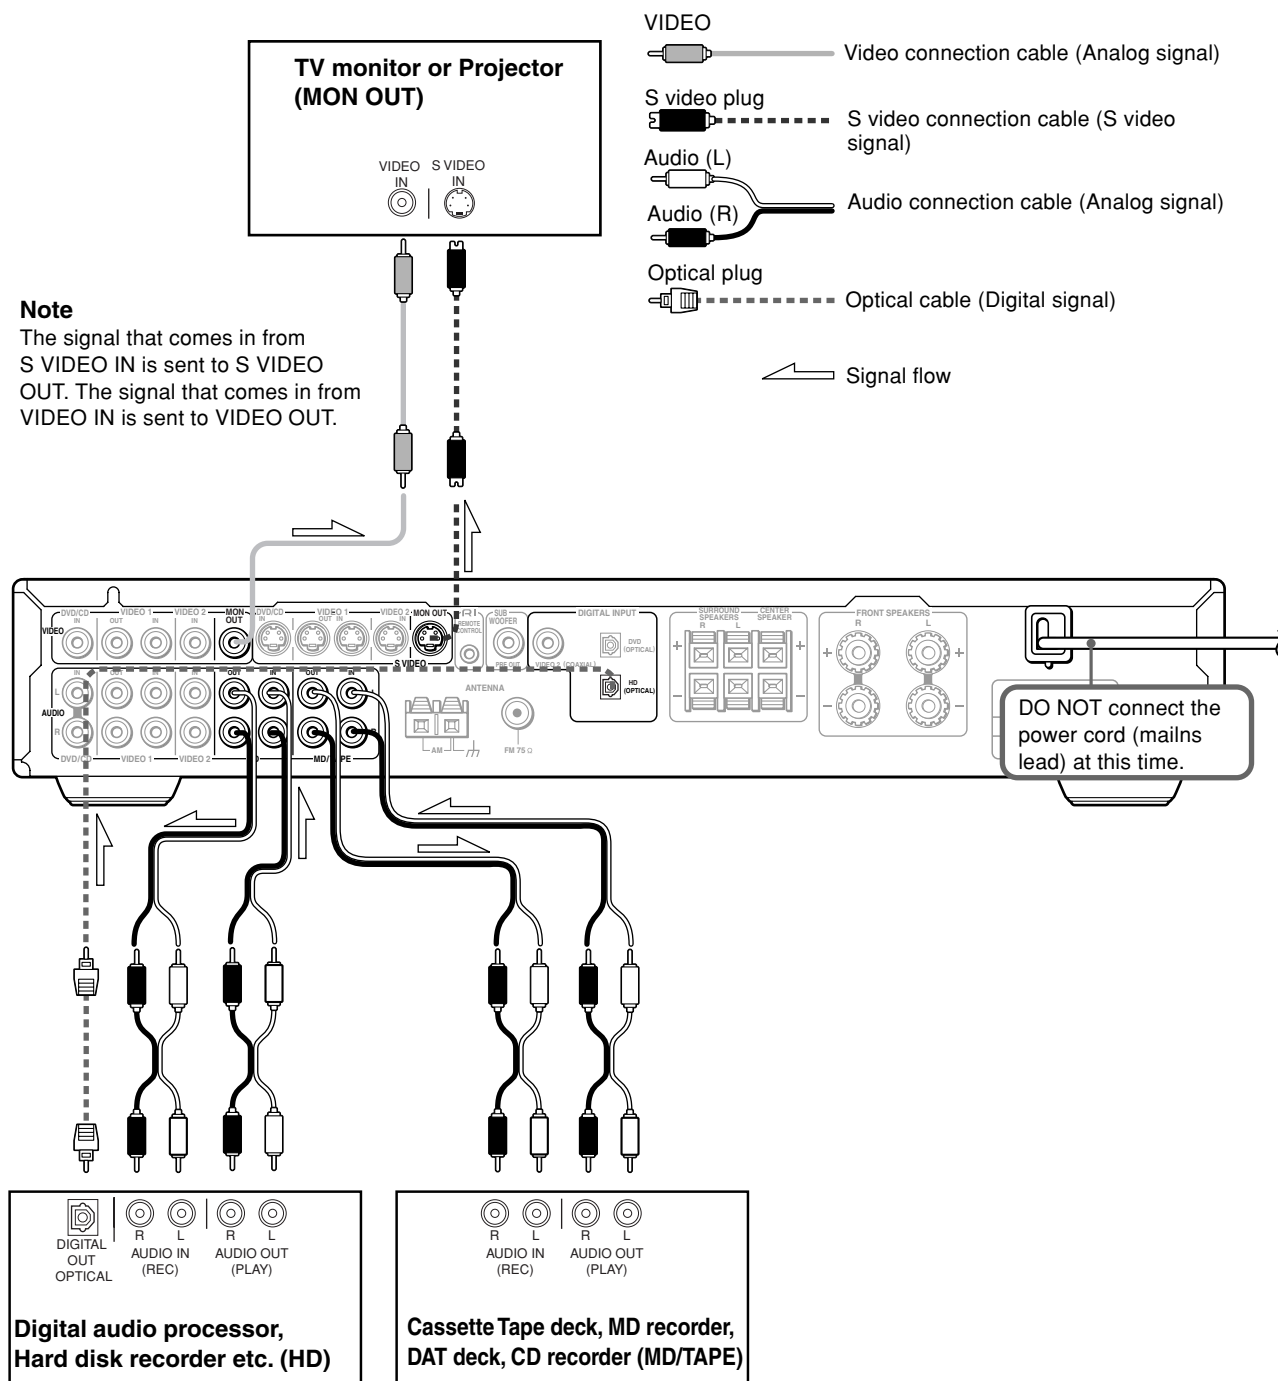 VIDEO
Video connection cable (Analog signal)
S video plug
S video connection cable (S video
signal)
Audio (L)
Audio (R)
Audio connection cable (Analog signal)
Optical plug
Optical cable (Digital signal)
Signal flow
TV monitor or Projector
(MON OUT)
VIDEO
IN
S VIDEO
IN
Note
The signal that comes in from
S VIDEO IN is sent to S VIDEO
OUT. The signal that comes in from
VIDEO IN is sent to VIDEO OUT.
DVD/CD
IN
VIDEO 1
OUT IN
VIDEO 2
IN
MON
OUT
DVD/CD
IN
VIDEO 1
OUT IN
VIDEO 2
IN
MON OUT
VIDEO
S VIDEO
RI
REMOTE
CONTROL
SUB
WOOFER
PRE OUT
DIGITAL INPUT
VIDEO 2 (COAXIAL)
DVD
(OPTICAL)
HD
(OPTICAL)
SURROUND
SPEAKERS
R L
CENTER
SPEAKER
+ +
− −
FRONT SPEAKERS
R L
+ +
− −
IN OUT IN IN OUT IN OUT IN
L
AUDIO
R
DVD/CD VIDEO 1 VIDEO 2 MD/TAPE
ANTENNA
AM
FM 75 Ω
DO NOT connect the
power cord (mailns
lead) at this time.
DIGITAL
OUT
OPTICAL
R L
AUDIO IN
(REC)
R L
AUDIO OUT
(PLAY)
Digital audio processor,
Hard disk recorder etc. (HD)
R L
AUDIO IN
(REC)
R L
AUDIO OUT
(PLAY)
Cassette Tape deck, MD recorder,
DAT deck, CD recorder (MD/TAPE)